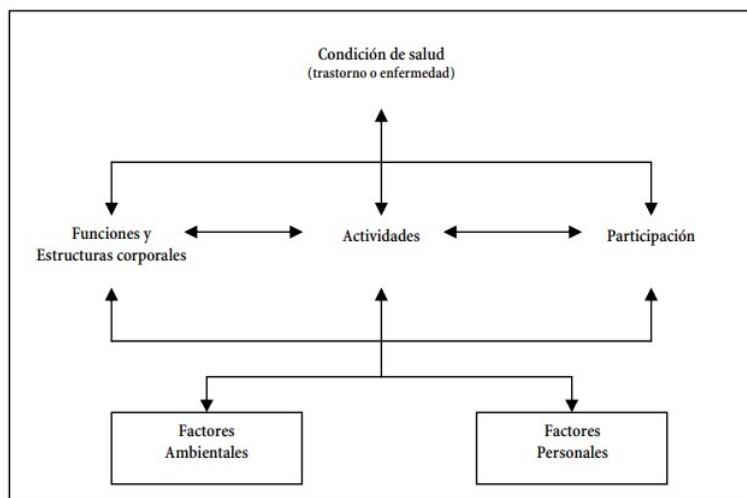 Condición de salud
(trastorno o enfermedad)
Funciones y
Estructuras corporales
Actividades
Participación
Factores
Ambientales
Factores
Personales